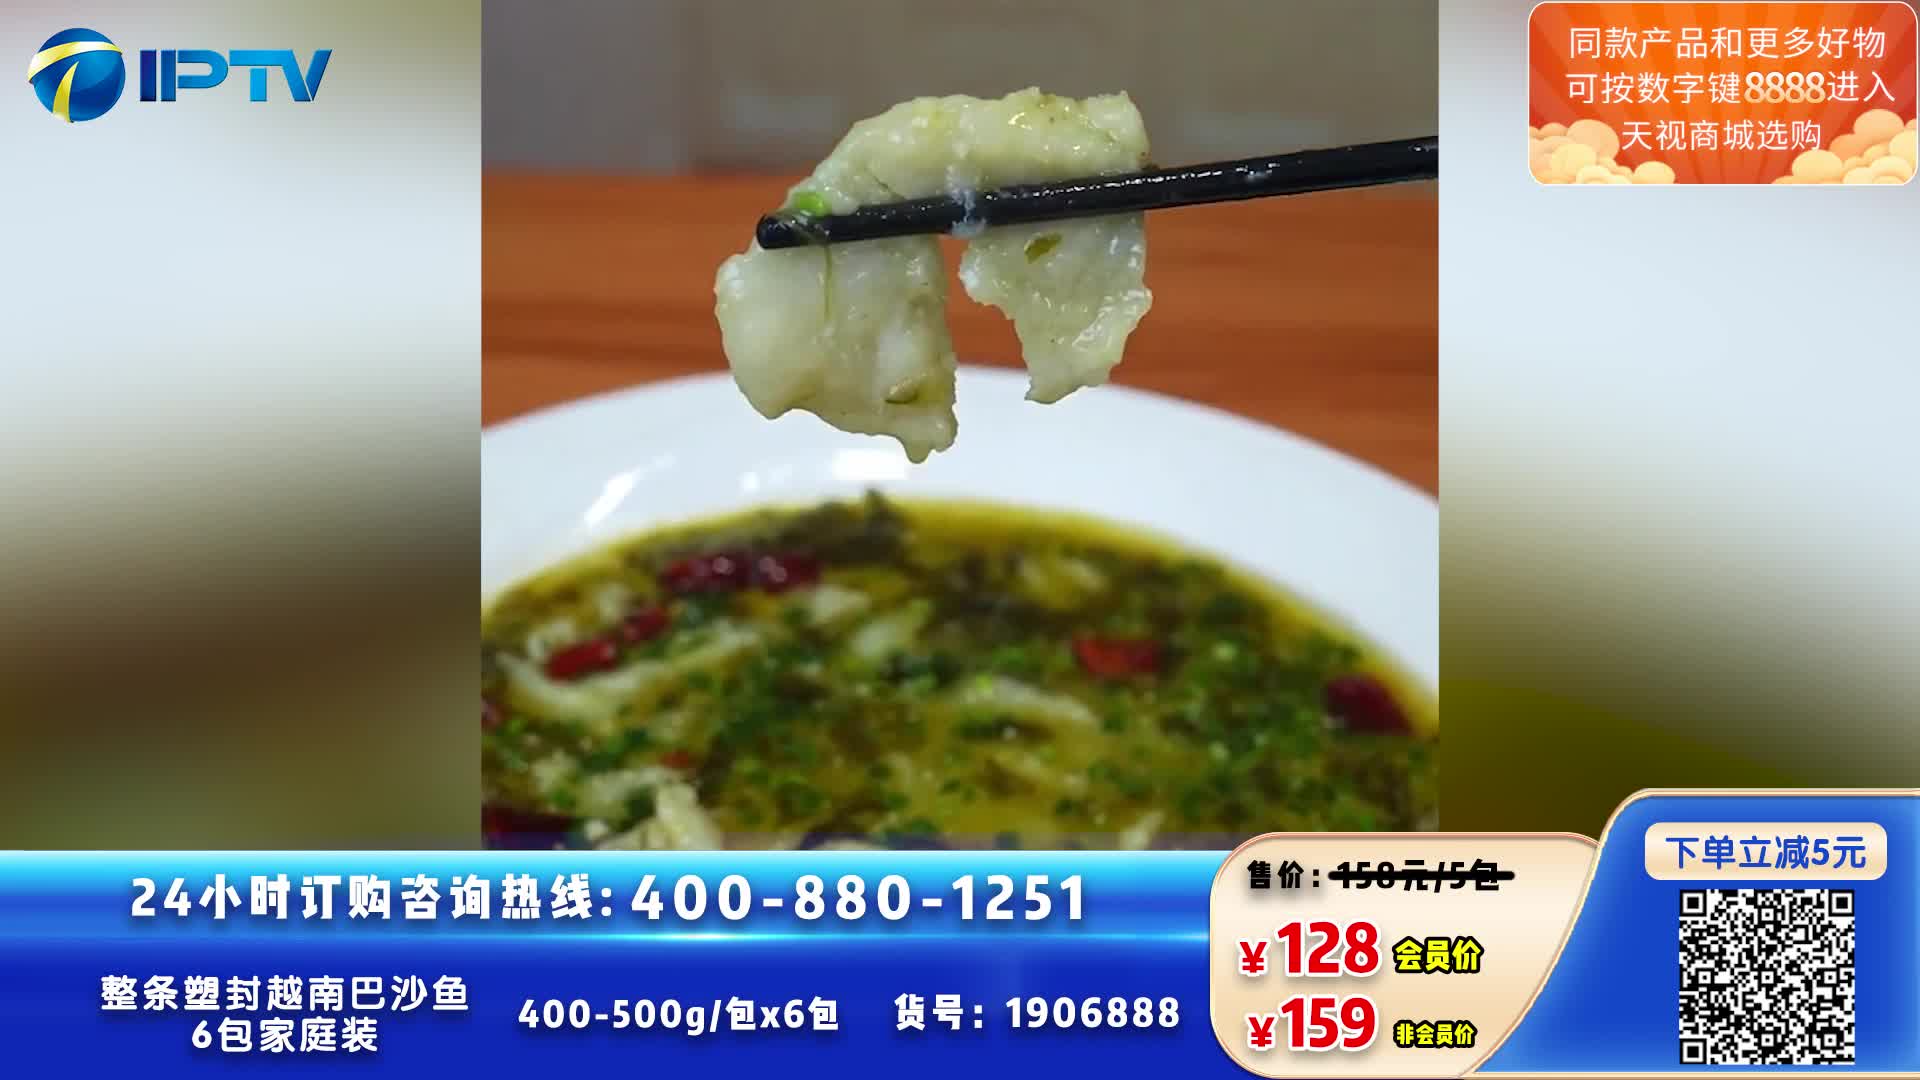 IPTV
同款产品和更多好物
可按数字键8888进入
天视商城选购
24小时订购咨询热线:400-880-1251
整条塑封越南巴沙鱼
6包家庭装
400-500g/包x6包
货号：1906888
售价：158元/5包
¥128 会员价
¥159 非会员价
下单立减5元